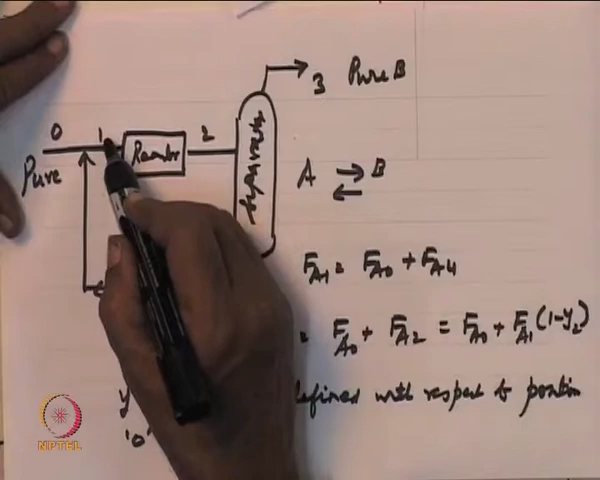 0 1 Reactor 2 Separator 3 Pure B
Pure
A ⇌ B
F_A1 = F_A0 + F_A4
= F_A0 + F_A2 = F_A0 + F_A1 (1-y_2)
y defined with respect to position
'0'
NPTEL